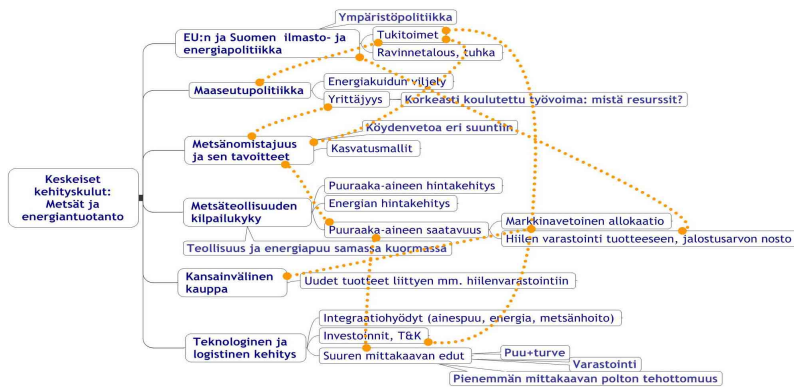 Keskeiset
kehityskulut:
Metsät ja
energiantuotanto
EU:n ja Suomen ilmasto- ja
energiapolitiikka
Ympäristöpolitiikka
Tukitoimet
Ravinnetalous, tuhka
Maaseutupolitiikka
Energiakuidun viljely
Yrittäjyys
Korkeasti koulutettu työvoima: mistä resurssit?
Metsänomistajuus
ja sen tavoitteet
Köydenvetoa eri suuntiin
Kasvatusmallit
Metsäteollisuuden
kilpailukyky
Puuraaka-aineen hintakehitys
Energian hintakehitys
Puuraaka-aineen saatavuus
Markkinavetoinen allokaatio
Hiilen varastointi tuotteeseen, jalostusarvon nosto
Teollisuus ja energiapuu samassa kuormassa
Kansainvälinen
kauppa
Uudet tuotteet liittyen mm. hiilenvarastointiin
Teknologinen ja
logistinen kehitys
Integraatiohyödyt (ainespuu, energia, metsänhoito)
Investoinnit, T&K
Suuren mittakaavan edut
Puu+turve
Varastointi
Pienemmän mittakaavan polton tehottomuus